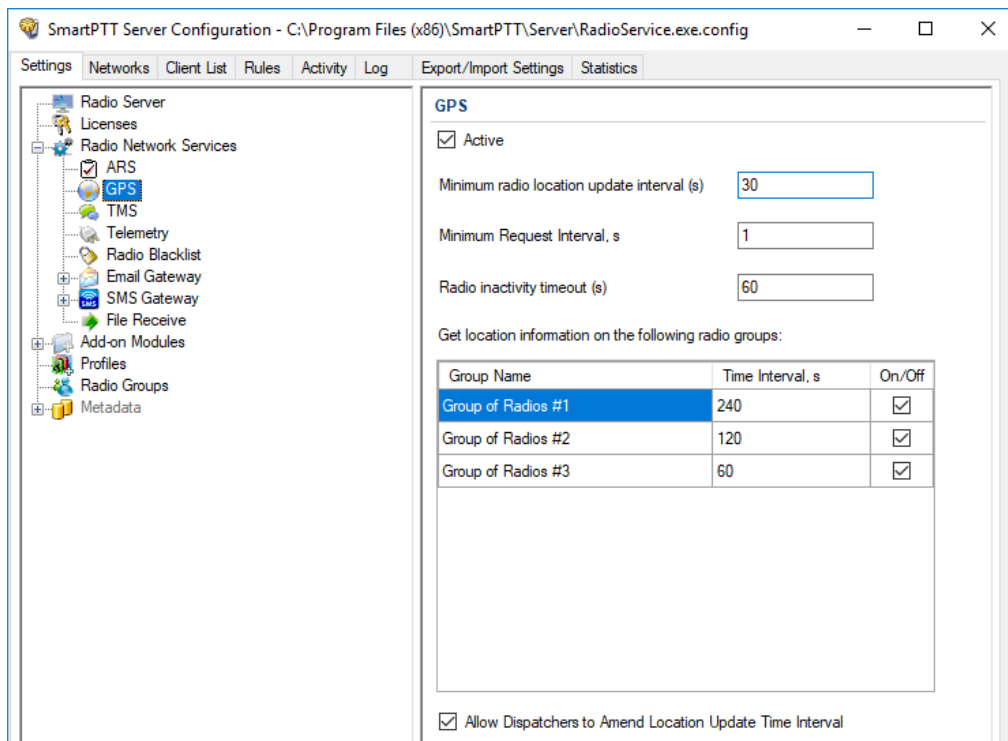 SmartPTT Server Configuration - C:\Program Files (x86)\SmartPTT\Server\RadioService.exe.config
Settings Networks Client List Rules Activity Log Export/Import Settings Statistics
Radio Server
Licenses
Radio Network Services
ARS
GPS
TMS
Telemetry
Radio Blacklist
Email Gateway
SMS Gateway
File Receive
Add-on Modules
Profiles
Radio Groups
Metadata
GPS
Active
Minimum radio location update interval (s) 30
Minimum Request Interval, s 1
Radio inactivity timeout (s) 60
Get location information on the following radio groups:
Group Name Time Interval, s On/Off
Group of Radios #1 240
Group of Radios #2 120
Group of Radios #3 60
Allow Dispatchers to Amend Location Update Time Interval